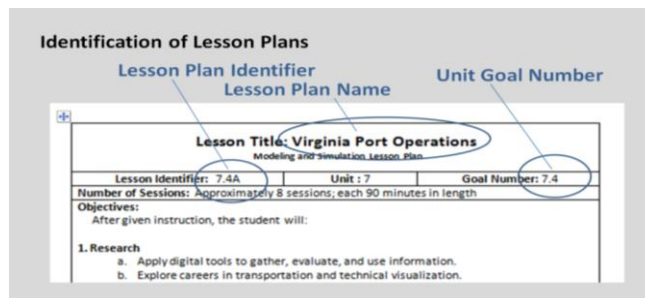 Identification of Lesson Plans
Lesson Plan Identifier
Lesson Plan Name
Unit Goal Number
Lesson Title: Virginia Port Operations
Modeling and Simulation Lesson Plan
Lesson Identifier: 7.4A Unit : 7 Goal Number: 7.4
Number of Sessions: Approximately 8 sessions; each 90 minutes in length
Objectives:
After given instruction, the student will:
1. Research
a. Apply digital tools to gather, evaluate, and use information.
b. Explore careers in transportation and technical visualization.